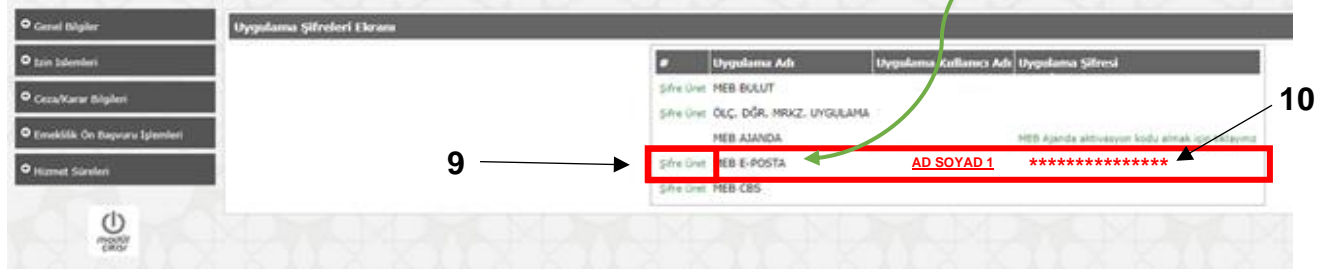 Genel Bilgiler
Uygulama Şifreleri Ekranı
İzin İşlemleri
# Uygulama Adı Uygulama Kullanıcı Adı Uygulama Şifresi
Şifre Üret MEB BULUT
Ceza/Karar Bilgileri
10
Şifre Üret ÖLÇ. DĞR. MRKZ. UYGULAMA
Emeklilik Ön Başvuru İşlemleri
MEB AJANDA MEB Ajanda aktivasyon kodu almak için tıklayınız
9
Şifre Üret MEB E-POSTA AD SOYAD 1 ***************
Hizmet Süreleri
Şifre Üret MEB CBS
modül
çıkar